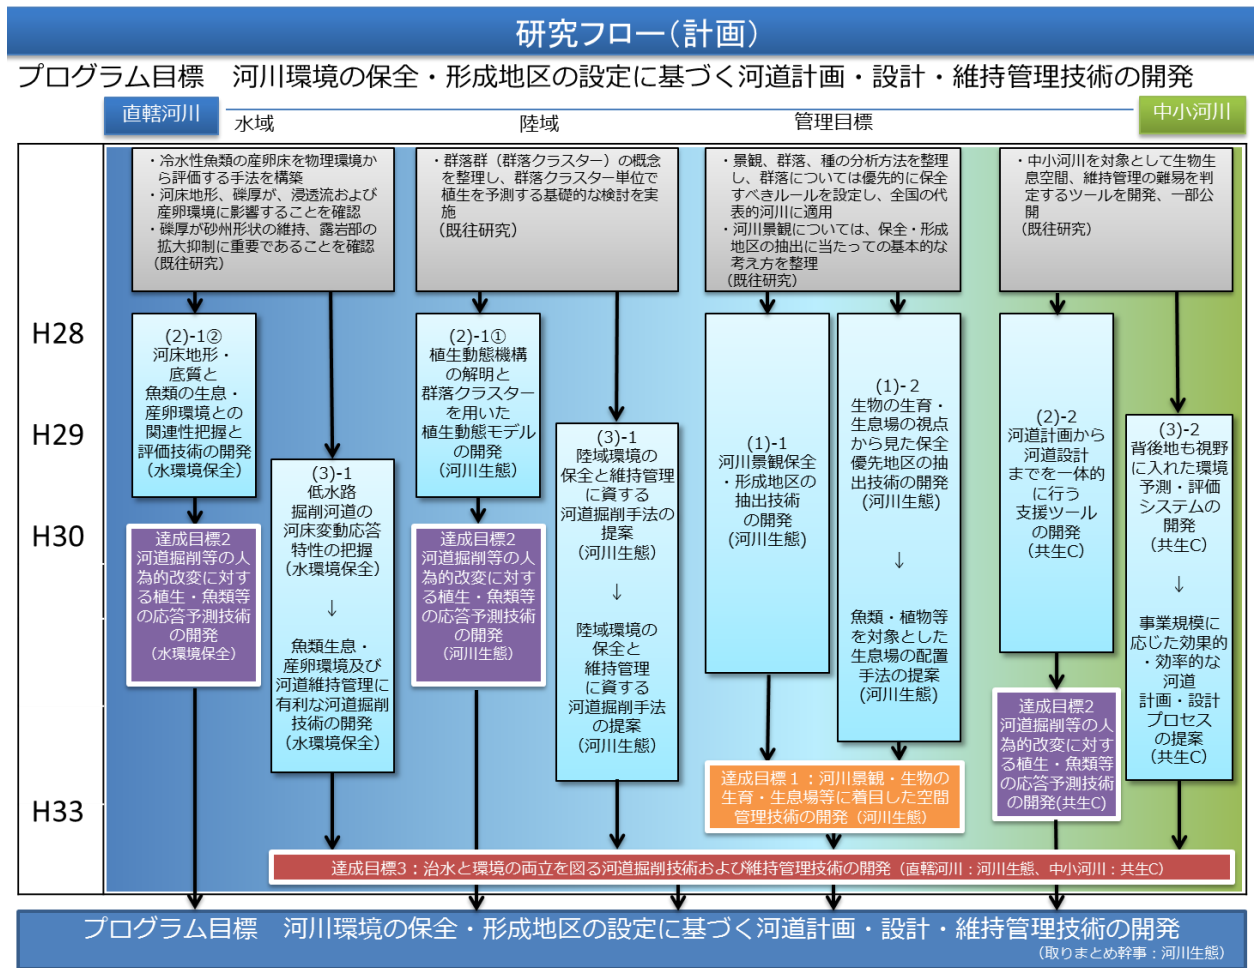 研究フロー(計画)
プログラム目標　河川環境の保全・形成地区の設定に基づく河道計画・設計・維持管理技術の開発
直轄河川
水域
陸域
管理目標
中小河川
・冷水性魚類の産卵床を物理環境か
ら評価する手法を構築
・河床地形、礫厚が、浸透流および
産卵環境に影響することを確認
・礫厚が砂州形状の維持、露岩部の
拡大抑制に重要であることを確認
(既往研究)
・群落群（群落クラスター）の概念
を整理し、群落クラスター単位で
植生を予測する基礎的な検討を実
施
(既往研究)
・景観、群落、種の分析方法を整理
し、群落については優先的に保全
すべきルールを設定し、全国の代
表的河川に適用
・河川景観については、保全・形成
地区の抽出に当たっての基本的な
考え方を整理
(既往研究)
・中小河川を対象として生物生
息空間、維持管理の難易を判
定するツールを開発、一部公
開
(既往研究)
H28
H29
H30
H33
(2)-1②
河床地形・
底質と
魚類の生息・
産卵環境との
関連性把握と
評価技術の開発
(水環境保全)
達成目標2
河道掘削等の人
為的改変に対す
る植生・魚類等
の応答予測技術
の開発
(水環境保全)
(3)-1
低水路
掘削河道の
河床変動応答
特性の把握
(水環境保全)
↓
魚類生息・
産卵環境及び
河道維持管理に
有利な河道掘削
技術の開発
(水環境保全)
(2)-1①
植生動態機構
の解明と
群落クラスター
を用いた
植生動態モデル
の開発
(河川生態)
達成目標2
河道掘削等の人
為的改変に対す
る植生・魚類等
の応答予測技術
の開発
(河川生態)
(3)-1
陸域環境の
保全と維持管理
に資する
河道掘削手法の
提案
(河川生態)
↓
陸域環境の
保全と
維持管理
に資する
河道掘削手法
の提案
(河川生態)
(1)-1
河川景観保全
・形成地区の
抽出技術
の開発
(河川生態)
(1)-2
生物の生育・
生息場の視点
から見た保全
優先地区の抽
出技術の開発
(河川生態)
↓
魚類・植物等
を対象とした
生息場の配置
手法の提案
(河川生態)
達成目標１：河川景観・生物の
生育・生息場等に着目した空間
管理技術の開発（河川生態）
(2)-2
河道計画から
河道設計
までを一体的
に行う
支援ツール
の開発
(共生C)
達成目標2
河道掘削等の人
為的改変に対す
る植生・魚類等
の応答予測技術
の開発(共生C)
(3)-2
背後地も視野
に入れた環境
予測・評価
システムの
開発
(共生C)
↓
事業規模に
応じた効果的
・効率的な
河道
計画・設計
プロセス
の提案
(共生C)
達成目標3：治水と環境の両立を図る河道掘削技術および維持管理技術の開発（直轄河川：河川生態、中小河川：共生C）
プログラム目標　河川環境の保全・形成地区の設定に基づく河道計画・設計・維持管理技術の開発
(取りまとめ幹事：河川生態)